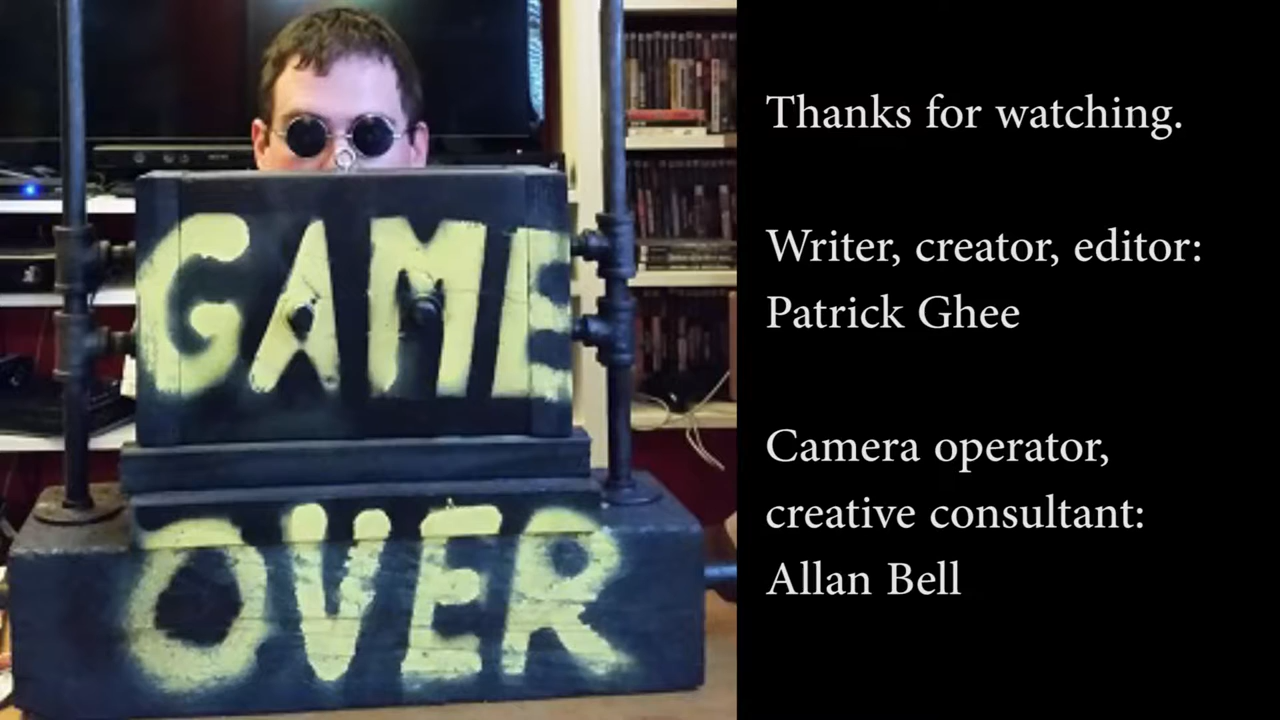 GAME
OVER
Thanks for watching.
Writer, creator, editor:
Patrick Ghee
Camera operator,
creative consultant:
Allan Bell